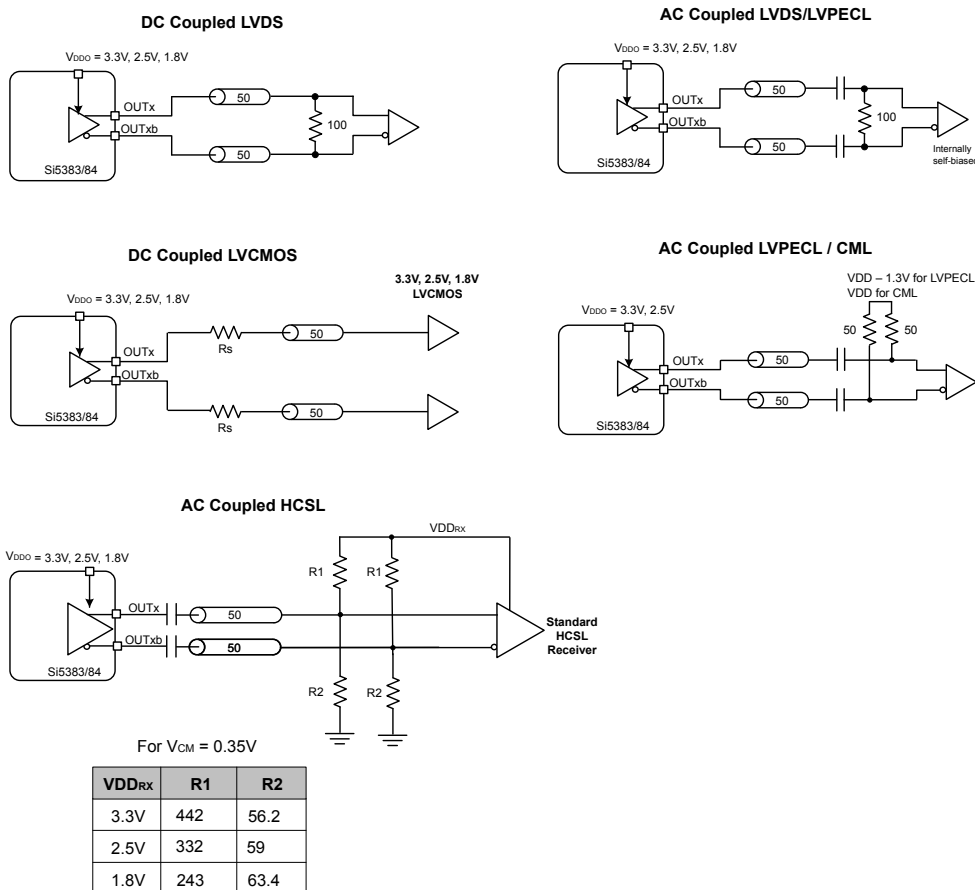 DC Coupled LVDS
VDDO = 3.3V, 2.5V, 1.8V
OUTx
OUTxb
50
50
100
Si5383/84
AC Coupled LVDS/LVPECL
VDDO = 3.3V, 2.5V, 1.8V
OUTx
OUTxb
50
50
100
Internally
self-biased
Si5383/84
DC Coupled LVCMOS
VDDO = 3.3V, 2.5V, 1.8V
3.3V, 2.5V, 1.8V
LVCMOS
OUTx
OUTxb
Rs
50
Rs
50
Si5383/84
AC Coupled LVPECL / CML
VDD – 1.3V for LVPECL
VDD for CML
VDDO = 3.3V, 2.5V
50
50
OUTx
OUTxb
50
50
Si5383/84
AC Coupled HCSL
VDDO = 3.3V, 2.5V, 1.8V
VDDRX
R1
R1
OUTx
OUTxb
50
50
Standard
HCSL
Receiver
Si5383/84
R2
R2
For VCM = 0.35V
VDDRX R1 R2
3.3V 442 56.2
2.5V 332 59
1.8V 243 63.4